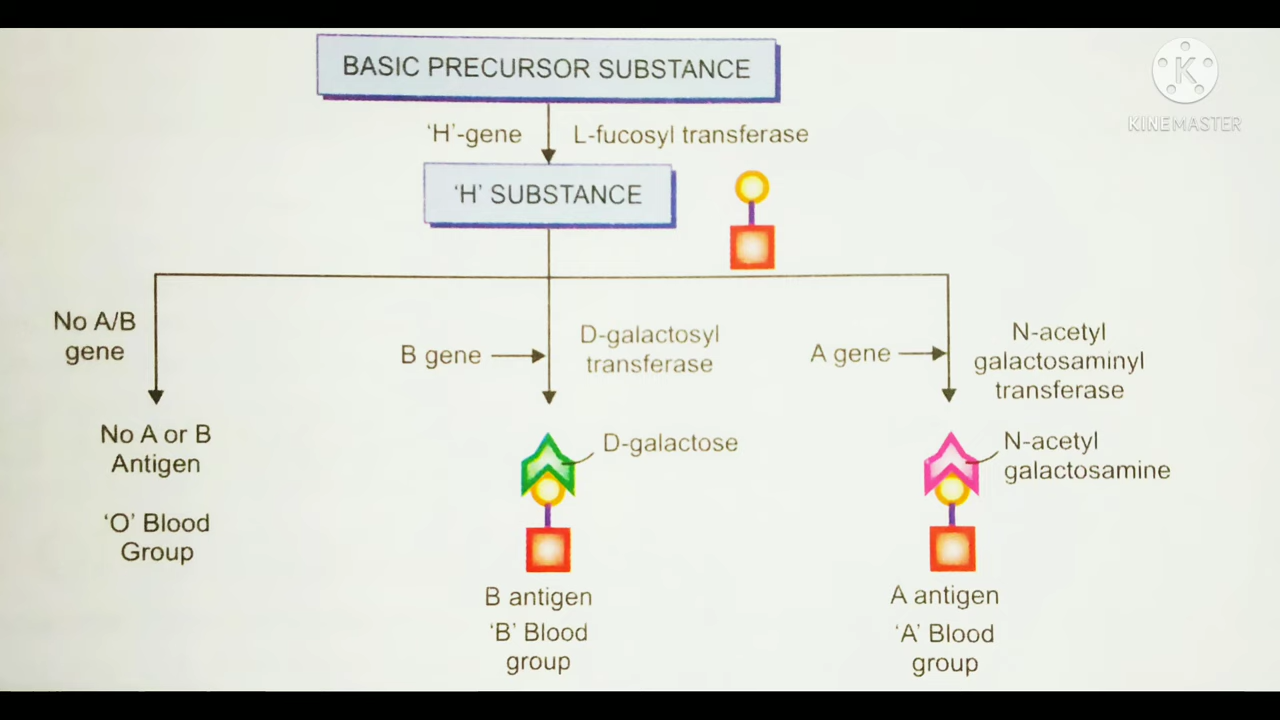 BASIC PRECURSOR SUBSTANCE
K
KINEMASTER
'H'-gene
L-fucosyl transferase
'H' SUBSTANCE
No A/B
gene
B gene
D-galactosyl
transferase
A gene
N-acetyl
galactosaminyl
transferase
No A or B
Antigen
'O' Blood
Group
D-galactose
N-acetyl
galactosamine
B antigen
'B' Blood
group
A antigen
'A' Blood
group